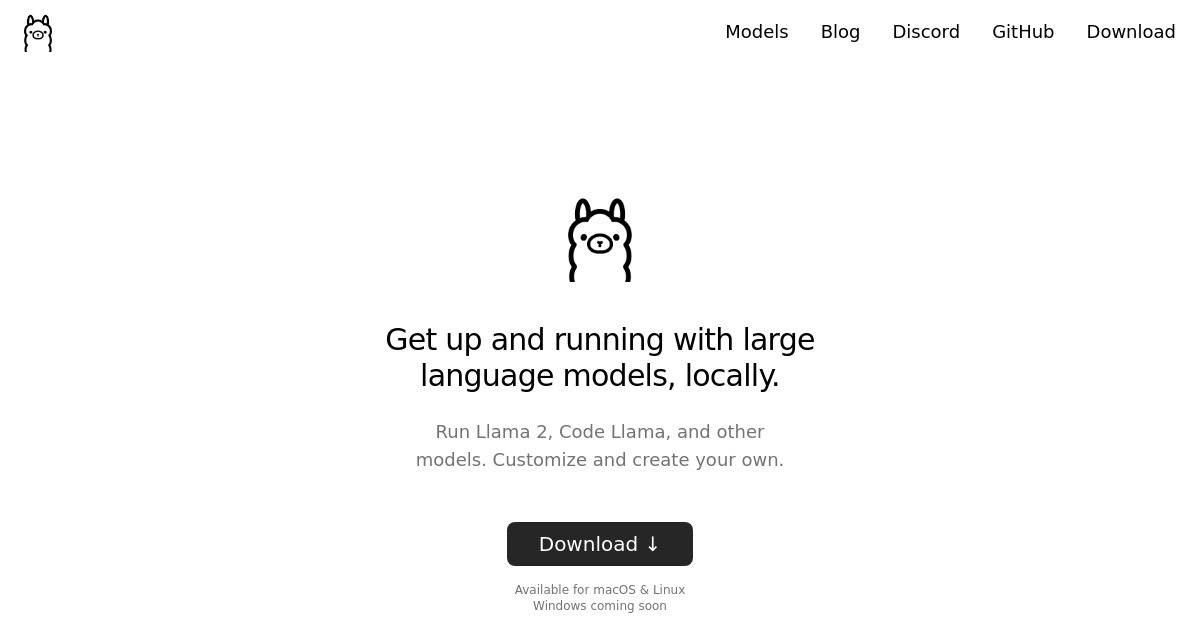 Models Blog Discord GitHub Download
Get up and running with large
language models, locally.
Run Llama 2, Code Llama, and other
models. Customize and create your own.
Download ↓
Available for macOS & Linux
Windows coming soon